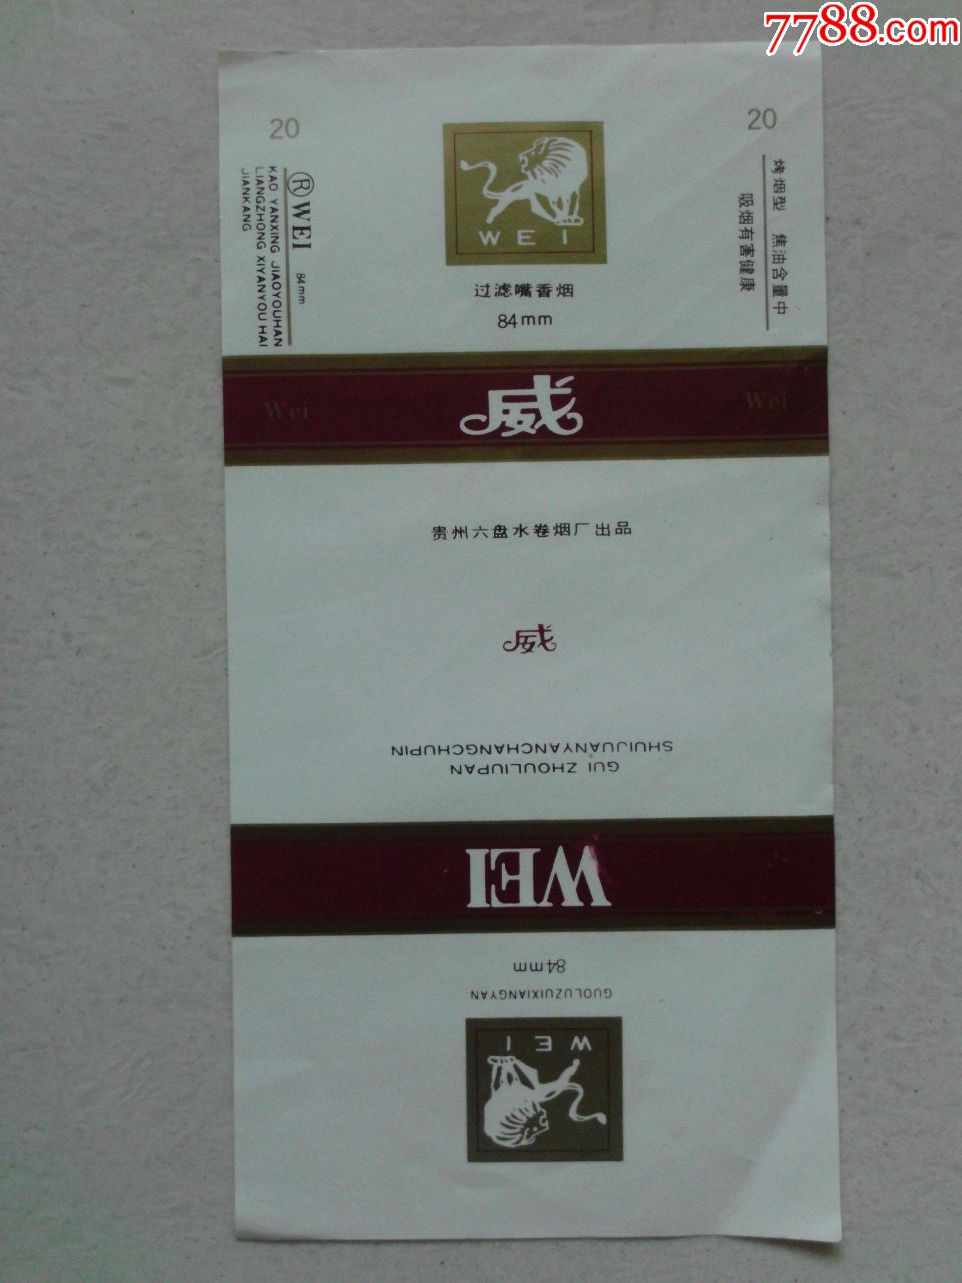 7788.com
20
20
WEI
过滤嘴香烟
84mm
® WEI 84mm
KAO YANXING JIAOYOUHAN
LIANGZHONG XIYANYOU HAI
JIANKANG
烤烟型 焦油含量中
吸烟有害健康
Wei
威
Wei
贵州六盘水卷烟厂出品
威
GUI ZHOULIUPAN
SHUIJUANYANCHANGCHUPIN
WEI
84mm
GUOLUZUIXIANGYAN
WEI